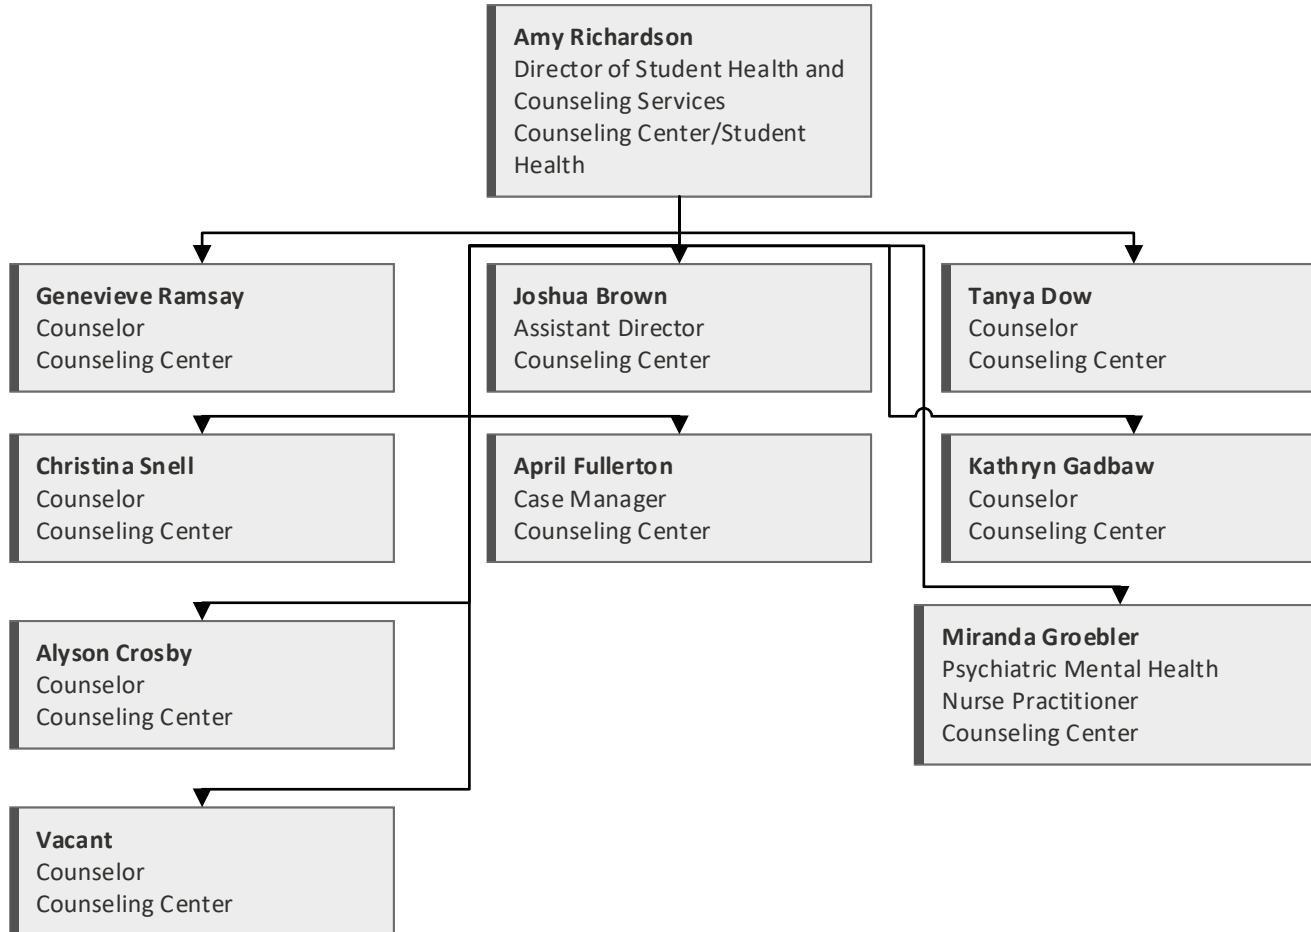 Amy Richardson
Director of Student Health and
Counseling Services
Counseling Center/Student
Health
Genevieve Ramsay
Counselor
Counseling Center
Joshua Brown
Assistant Director
Counseling Center
Tanya Dow
Counselor
Counseling Center
Christina Snell
Counselor
Counseling Center
April Fullerton
Case Manager
Counseling Center
Kathryn Gadbaw
Counselor
Counseling Center
Alyson Crosby
Counselor
Counseling Center
Miranda Groebler
Psychiatric Mental Health
Nurse Practitioner
Counseling Center
Vacant
Counselor
Counseling Center